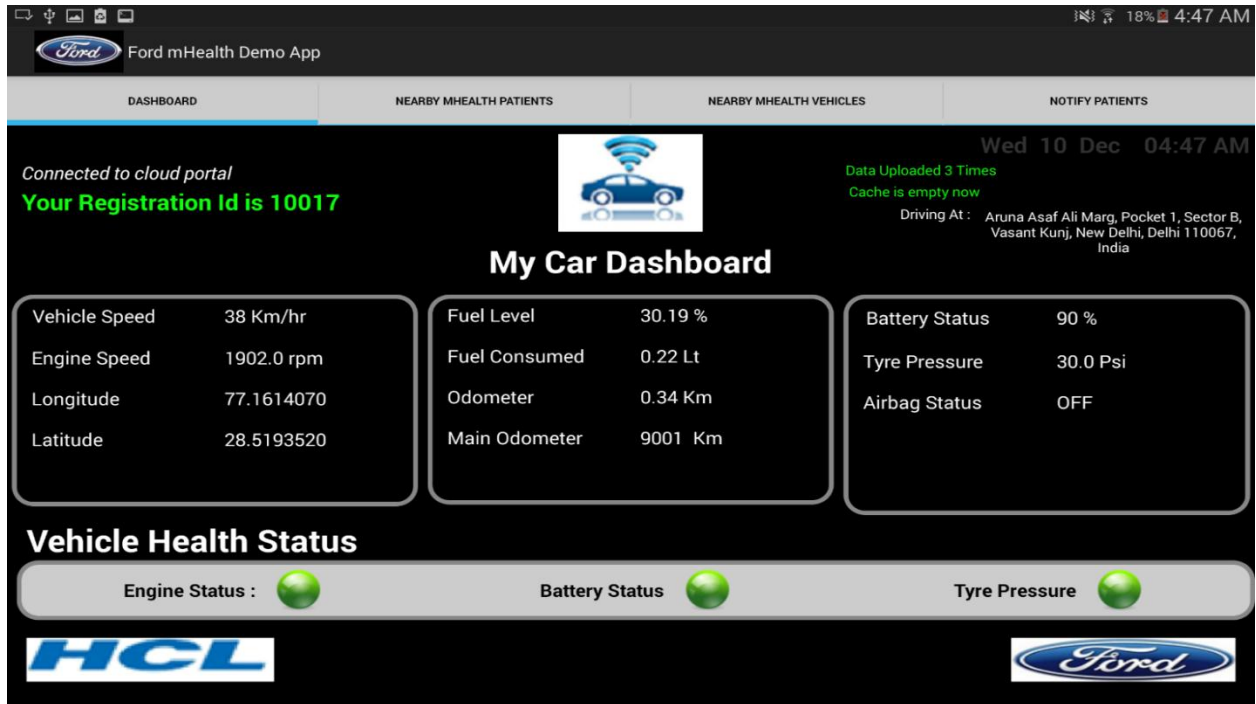 18% 4:47 AM
Ford Ford mHealth Demo App
DASHBOARD
NEARBY MHEALTH PATIENTS
NEARBY MHEALTH VEHICLES
NOTIFY PATIENTS
Wed 10 Dec 04:47 AM
Connected to cloud portal
Your Registration Id is 10017
Data Uploaded 3 Times
Cache is empty now
Driving At : Aruna Asaf Ali Marg, Pocket 1, Sector B,
Vasant Kunj, New Delhi, Delhi 110067,
India
My Car Dashboard
Vehicle Speed 38 Km/hr
Engine Speed 1902.0 rpm
Longitude 77.1614070
Latitude 28.5193520
Fuel Level 30.19 %
Fuel Consumed 0.22 Lt
Odometer 0.34 Km
Main Odometer 9001 Km
Battery Status 90 %
Tyre Pressure 30.0 Psi
Airbag Status OFF
Vehicle Health Status
Engine Status :
Battery Status
Tyre Pressure
HCL
Ford